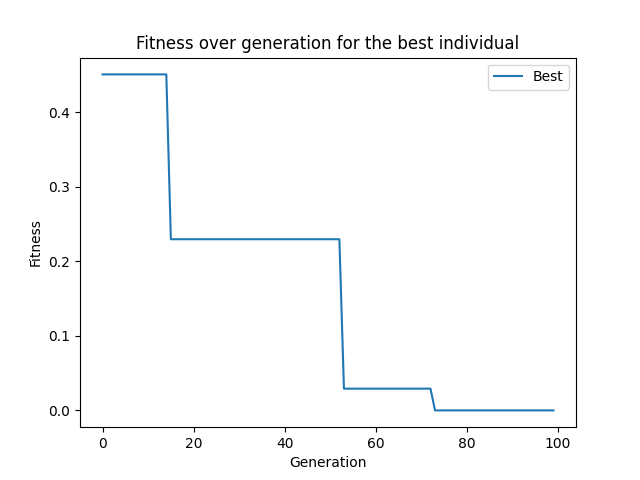 Fitness over generation for the best individual
Best
Fitness
0.4
0.3
0.2
0.1
0.0
0 20 40 60 80 100
Generation